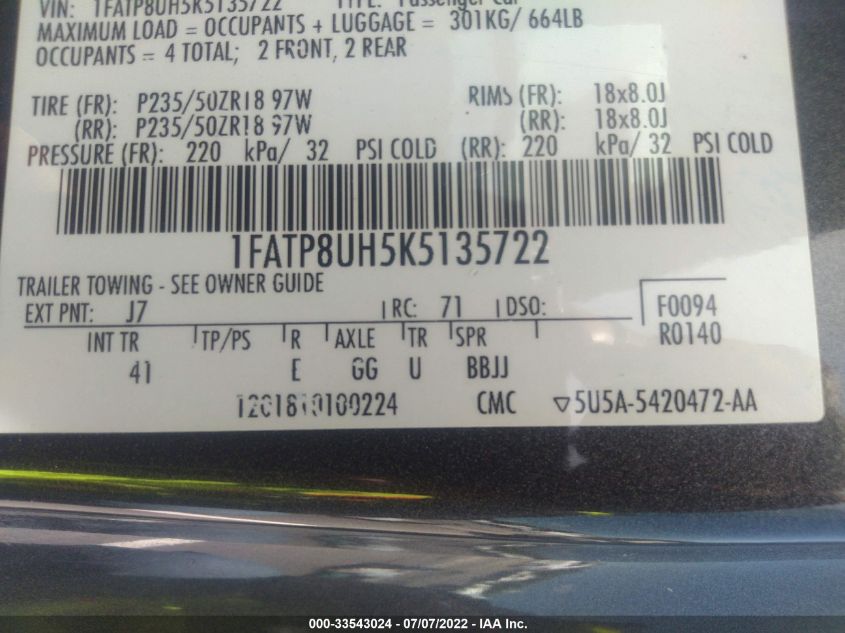 VIN: 1FATP8UH5K5135722 TYPE: Passenger Car
MAXIMUM LOAD = OCCUPANTS + LUGGAGE = 301KG/ 664LB
OCCUPANTS = 4 TOTAL; 2 FRONT, 2 REAR
TIRE (FR): P235/50ZR18 97W RIMS (FR): 18x8.0J
(RR): P235/50ZR18 97W (RR): 18x8.0J
PRESSURE (FR): 220 kPa/ 32 PSI COLD (RR): 220 kPa/ 32 PSI COLD
1FATP8UH5K5135722
TRAILER TOWING - SEE OWNER GUIDE
EXT PNT: J7 RC: 71 DSO: F0094
R0140
INT TR TP/PS R AXLE TR SPR
41 E GG U BBJJ
CMC ▽5U5A-5420472-AA
000-33543024 - 07/07/2022 - IAA Inc.